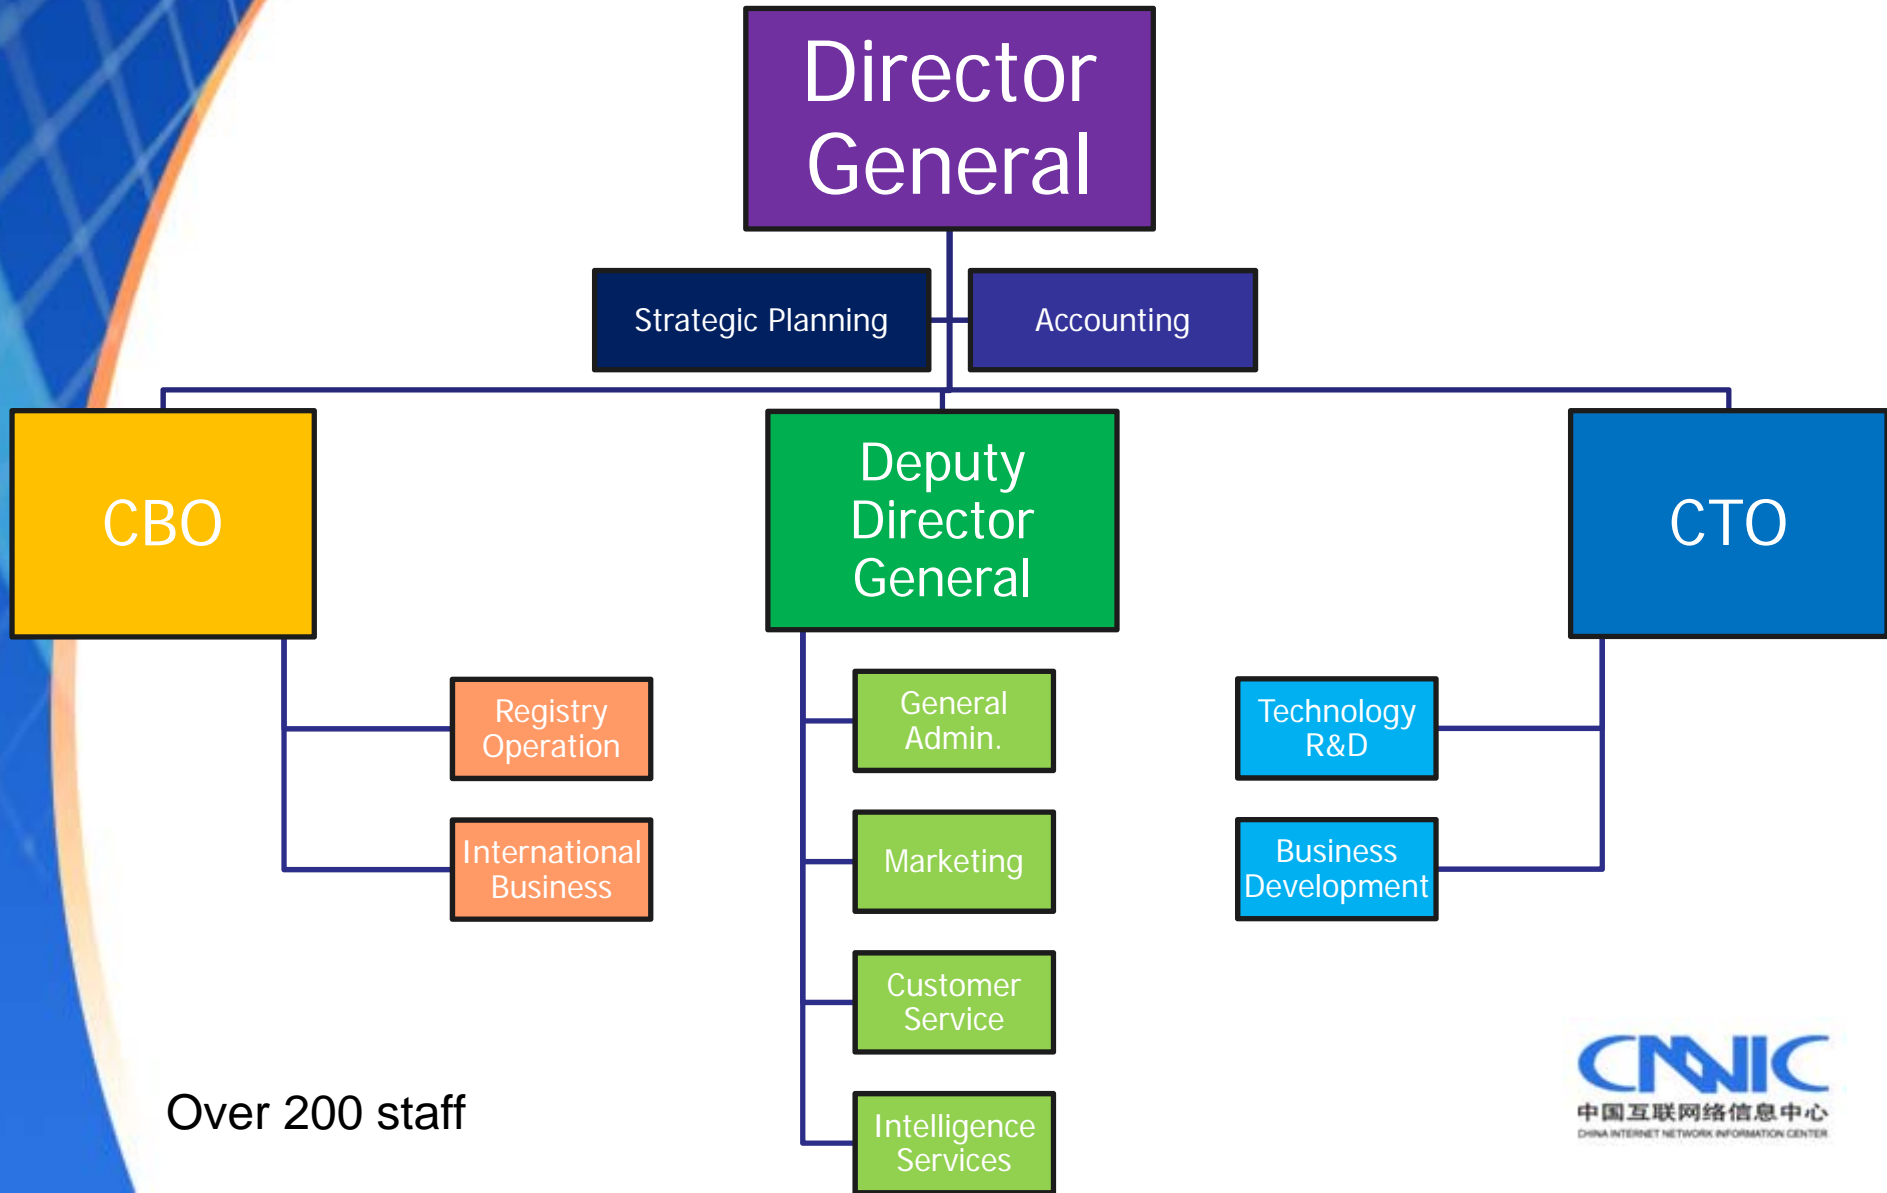 Director
General
Strategic Planning
Accounting
CBO
Deputy
Director
General
CTO
Registry
Operation
International
Business
General
Admin.
Marketing
Customer
Service
Intelligence
Services
Technology
R&D
Business
Development
Over 200 staff
CNNIC
中国互联网络信息中心
CHINA INTERNET NETWORK INFORMATION CENTER